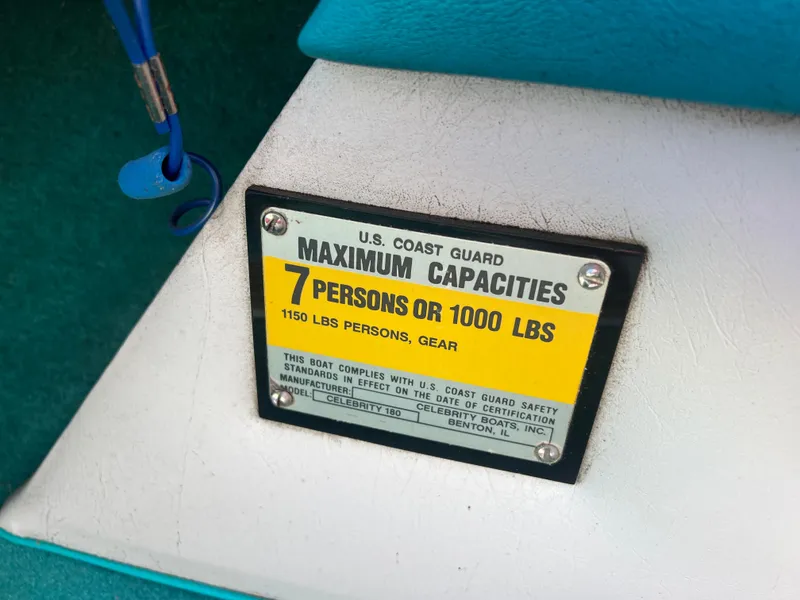 U.S. COAST GUARD
MAXIMUM CAPACITIES
7 PERSONS OR 1000 LBS
1150 LBS PERSONS, GEAR
THIS BOAT COMPLIES WITH U.S. COAST GUARD SAFETY
STANDARDS IN EFFECT ON THE DATE OF CERTIFICATION
MANUFACTURER: CELEBRITY BOATS, INC.
MODEL: CELEBRITY 180 BENTON, IL